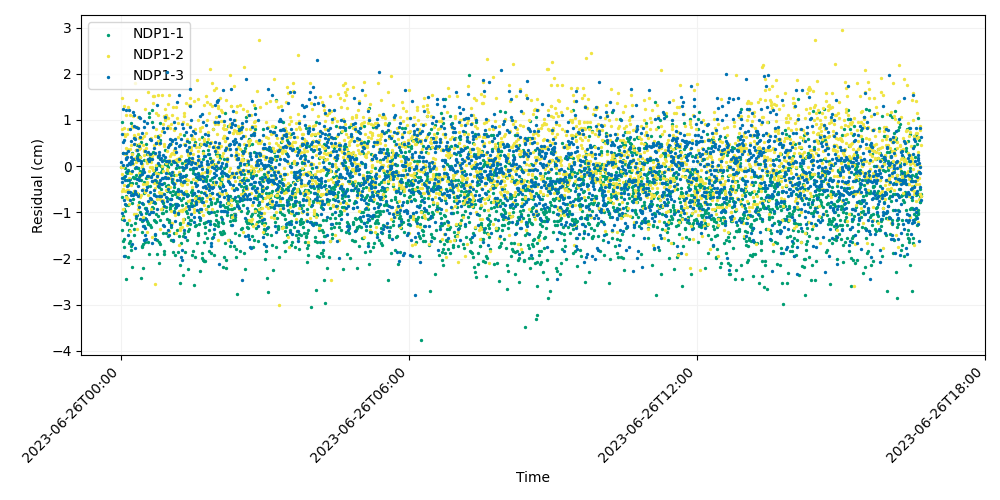 NDP1-1
NDP1-2
NDP1-3
3
2
1
0
−1
−2
−3
−4
Residual (cm)
2023-06-26T00:00
2023-06-26T06:00
2023-06-26T12:00
2023-06-26T18:00
Time